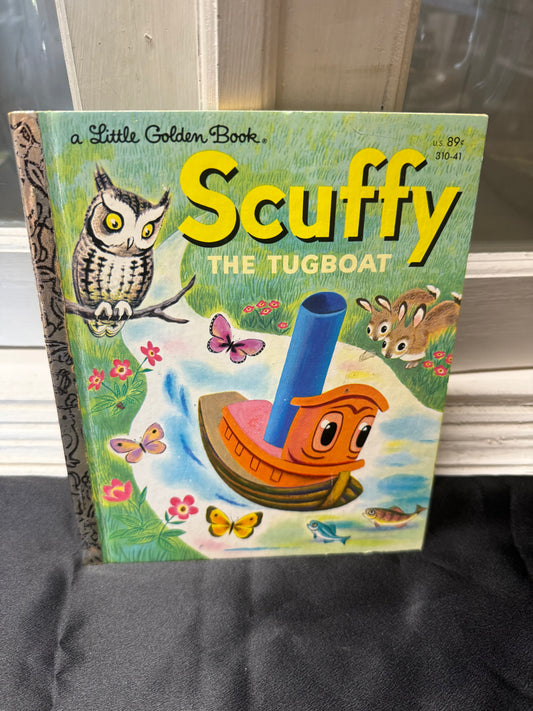 a Little Golden Book®
U.S. 89¢
310-41
Scuffy
THE TUGBOAT